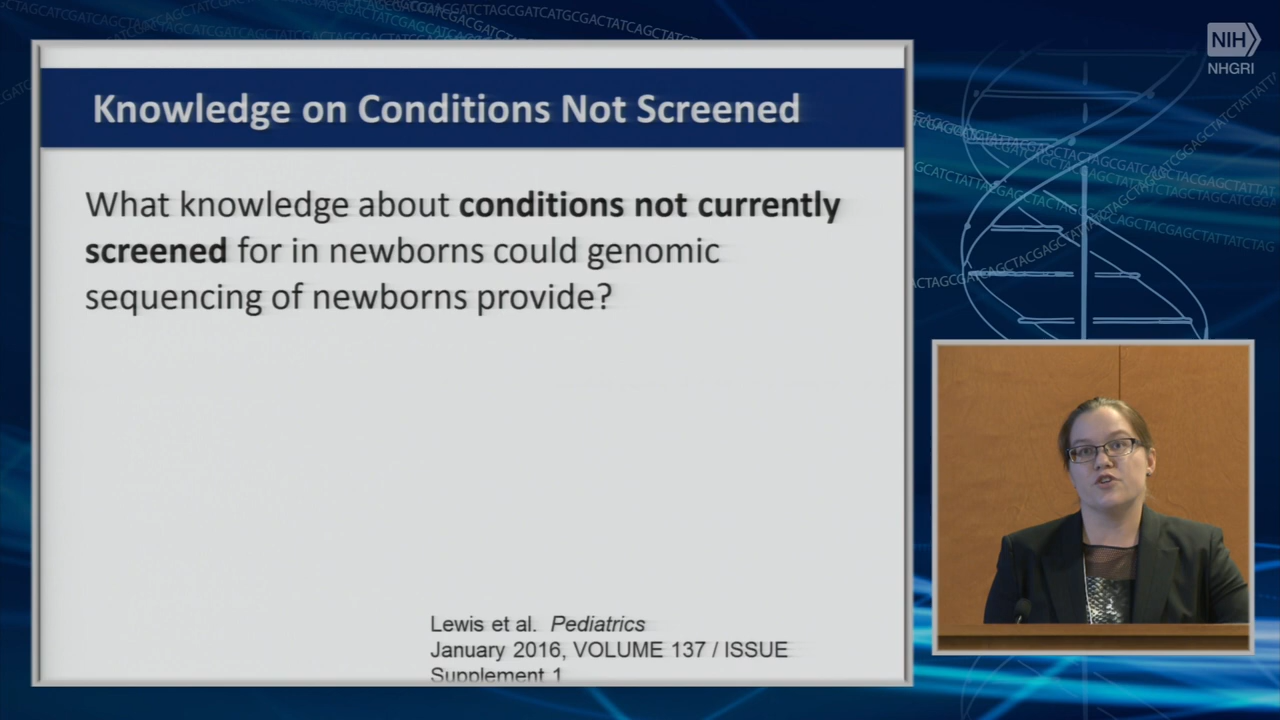 NIH
NHGRI
Knowledge on Conditions Not Screened
What knowledge about conditions not currently
screened for in newborns could genomic
sequencing of newborns provide?
Lewis et al. Pediatrics
January 2016, VOLUME 137 / ISSUE
Supplement 1